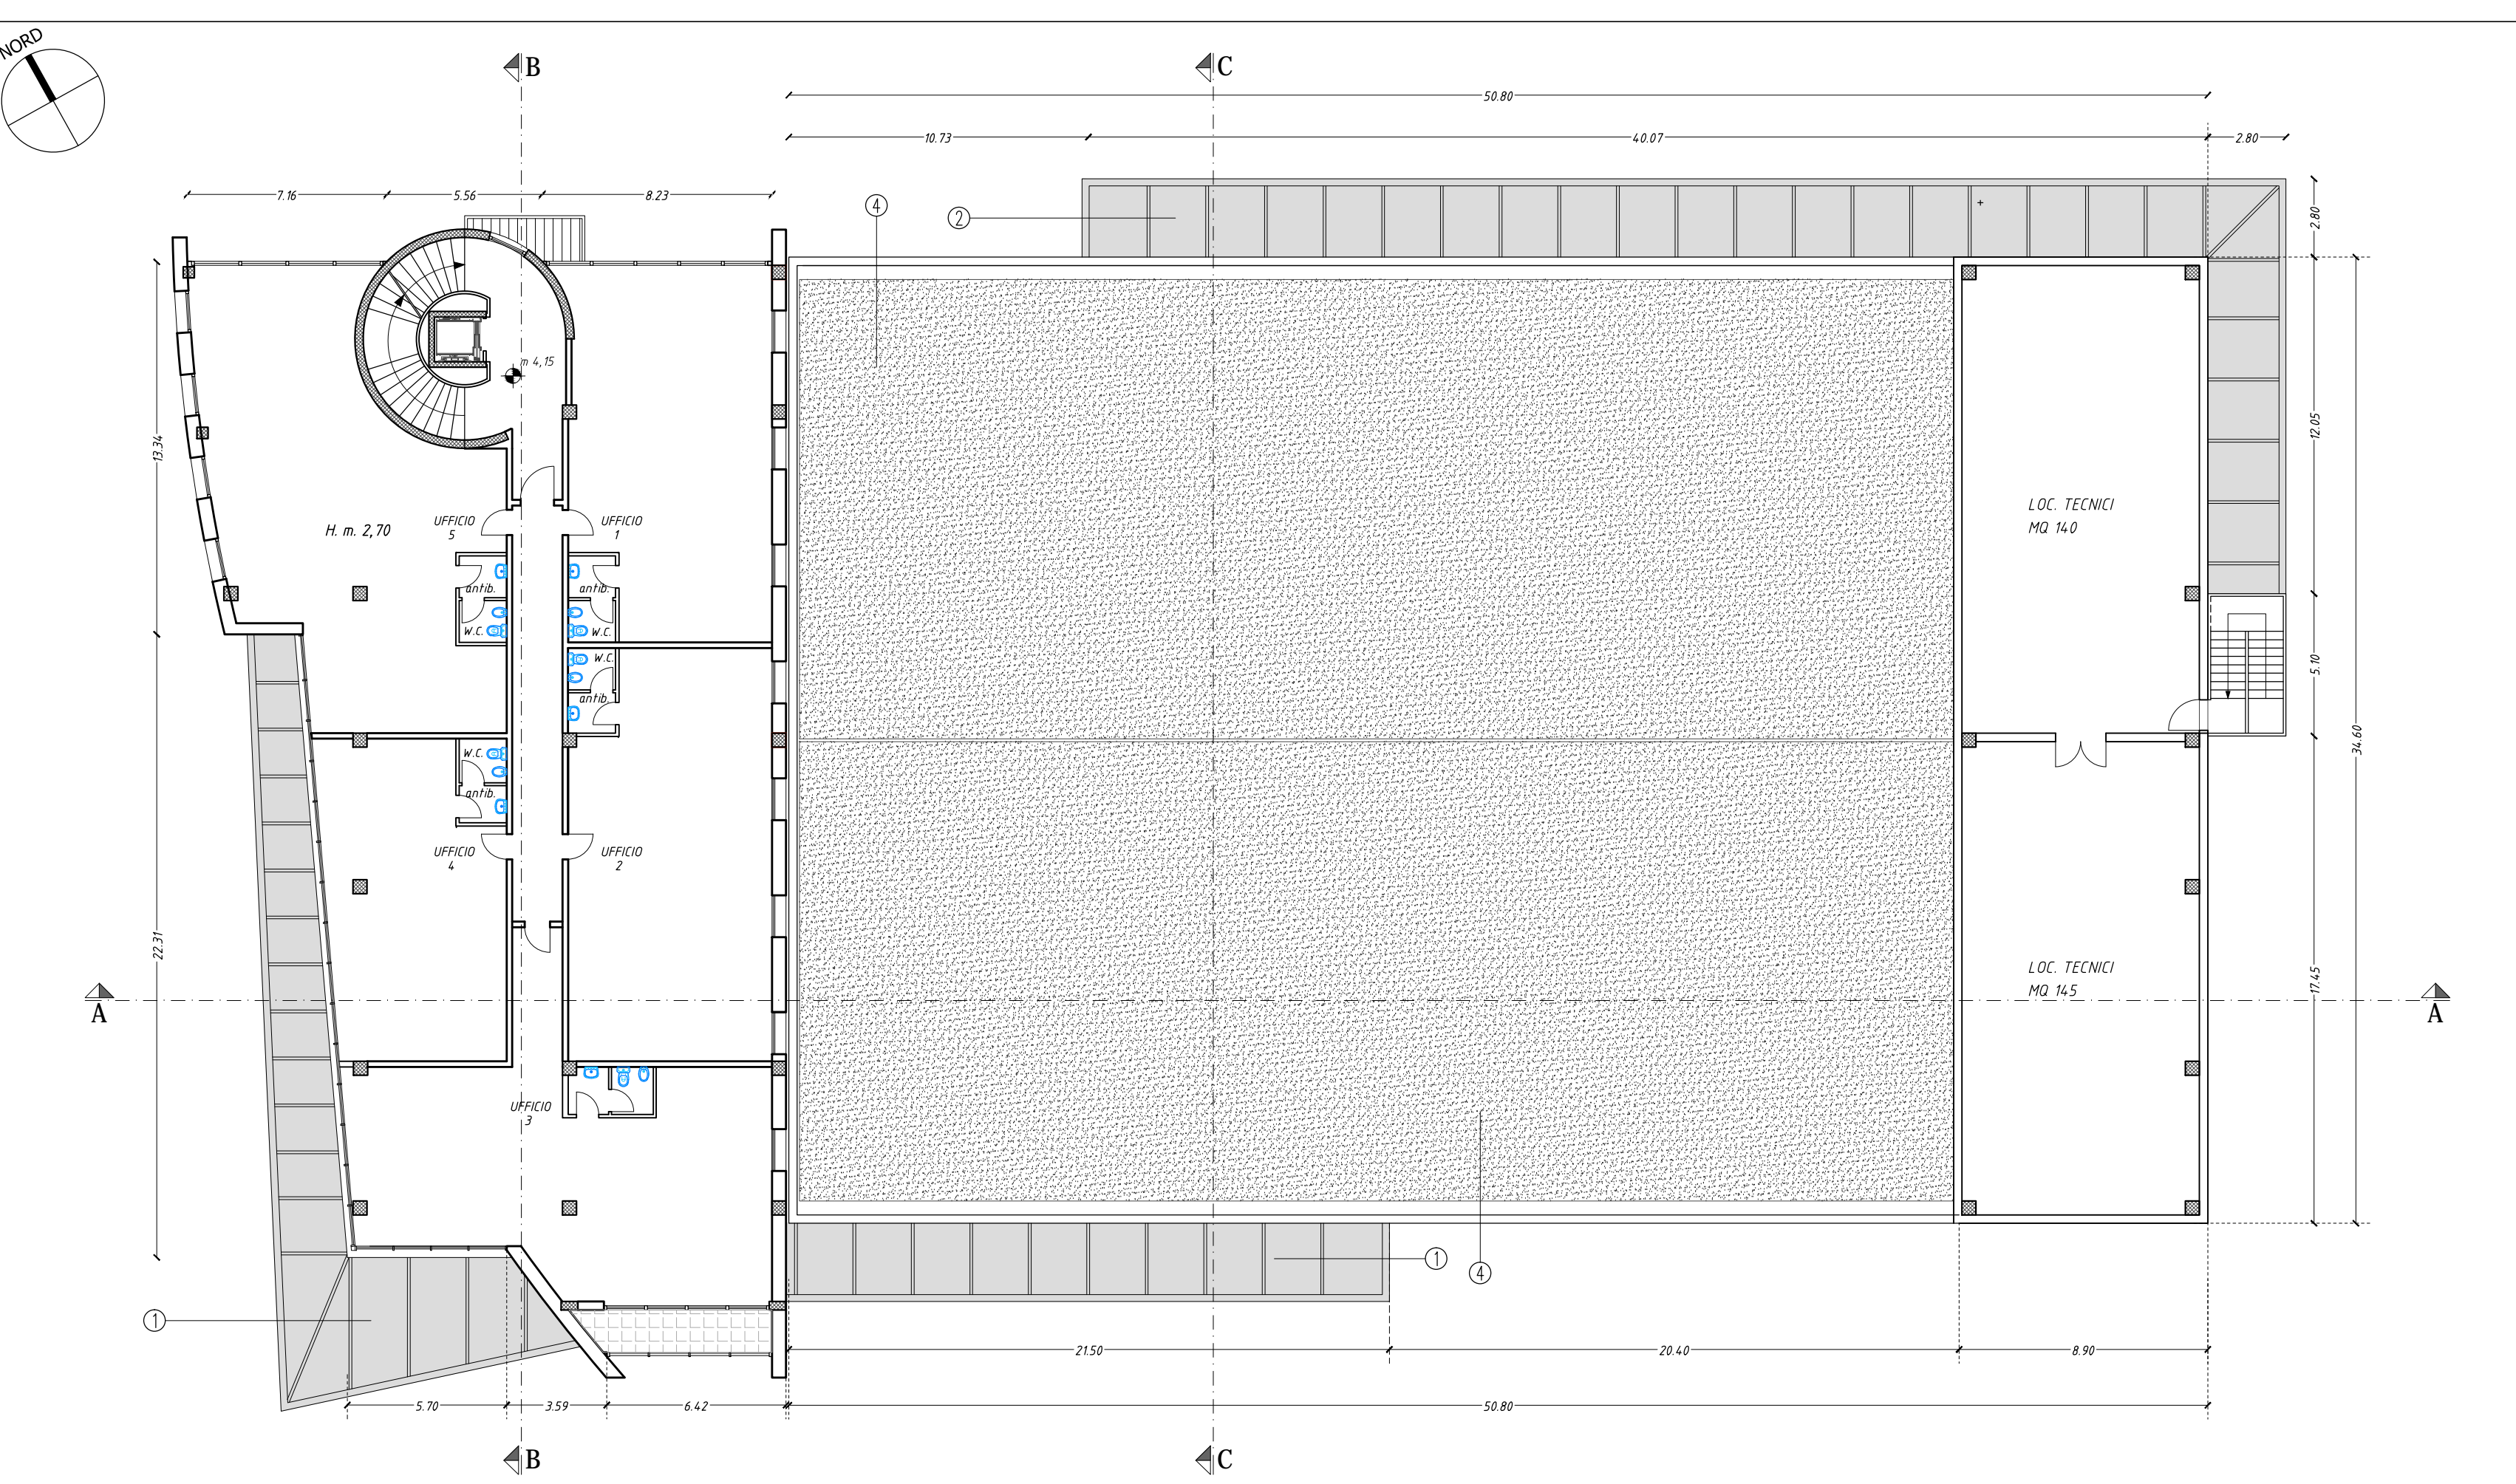 NORD
B
C
50.80
10.73
40.07
2.80
7.16
5.56
8.23
4
2
2.80
m 4,15
13.34
12.05
LOC. TECNICI
MQ 140
H. m. 2,70
UFFICIO
5
UFFICIO
1
antib.
antib.
W.C.
W.C.
W.C.
antib.
5.10
34.60
W.C.
antib.
UFFICIO
4
UFFICIO
2
22.31
LOC. TECNICI
MQ 145
17.45
A
A
UFFICIO
3
1
4
1
21.50
20.40
8.90
5.70
3.59
6.42
50.80
B
C